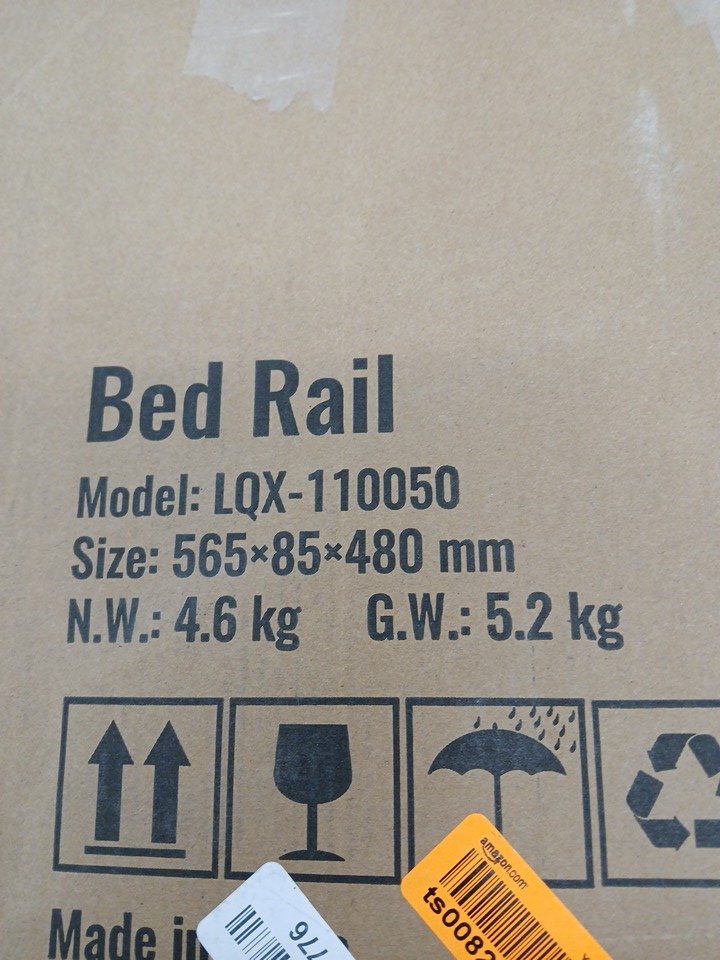 Bed Rail
Model: LQX-110050
Size: 565×85×480 mm
N.W.: 4.6 kg G.W.: 5.2 kg
amazon.com
ts0082
Made in
776